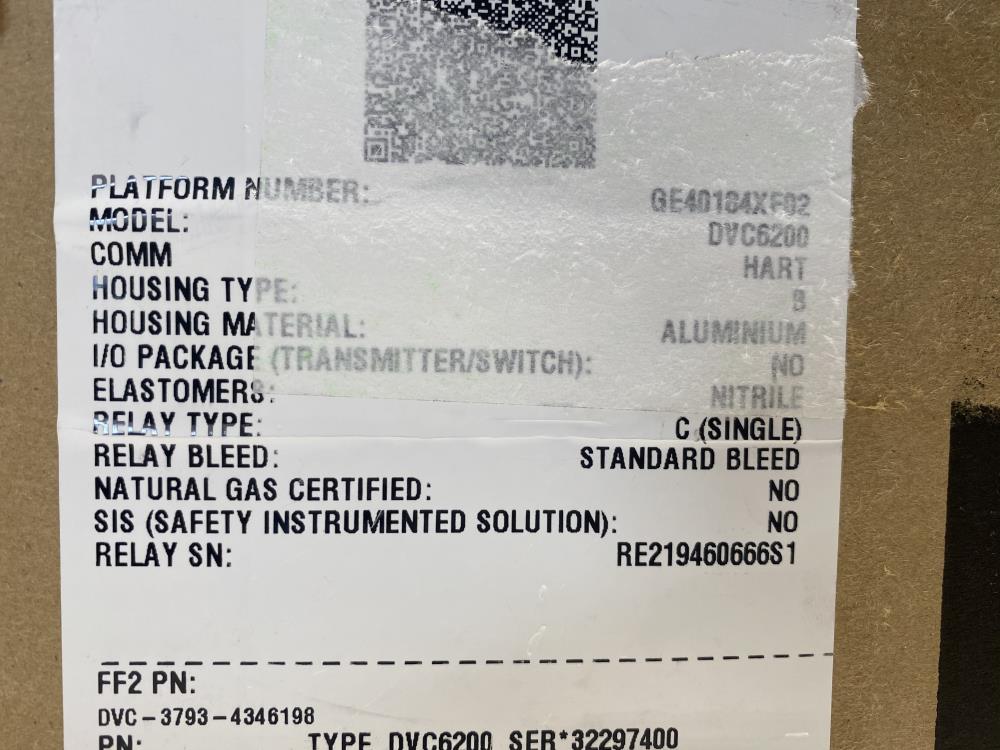 PLATFORM NUMBER: GE40184XF02
MODEL: DVC6200
COMM HART
HOUSING TYPE: B
HOUSING MATERIAL: ALUMINIUM
I/O PACKAGE (TRANSMITTER/SWITCH): NO
ELASTOMERS: NITRILE
RELAY TYPE: C (SINGLE)
RELAY BLEED: STANDARD BLEED
NATURAL GAS CERTIFIED: NO
SIS (SAFETY INSTRUMENTED SOLUTION): NO
RELAY SN: RE219460666S1
FF2 PN:
DVC-3793-4346198
PN: TYPE DVC6200 SER*32297400